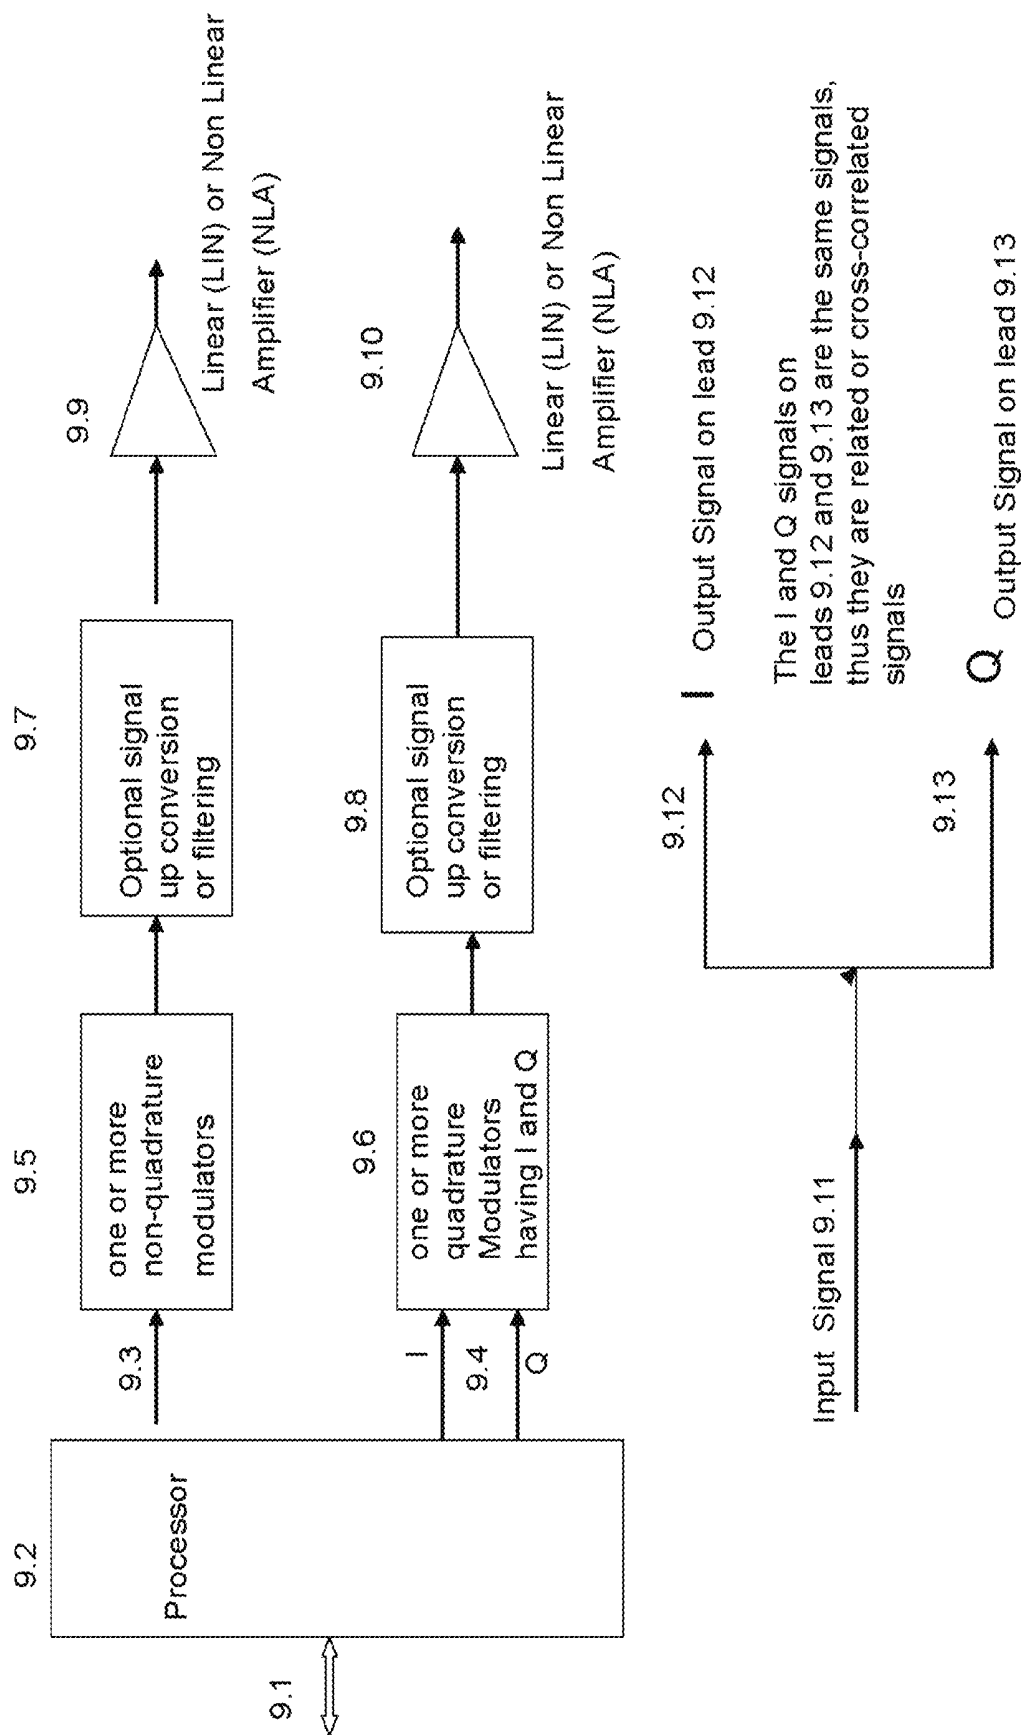 9.2
9.5
9.7
9.9
9.1
Processor
9.3
one or more
non-quadrature
modulators
Optional signal
up conversion
or filtering
Linear (LIN) or Non Linear
Amplifier (NLA)
I
9.4
Q
9.6
one or more
quadrature
Modulators
having I and Q
9.8
Optional signal
up conversion
or filtering
9.10
Linear (LIN) or Non Linear
Amplifier (NLA)
Input Signal 9.11
9.12
I Output Signal on lead 9.12
The I and Q signals on
leads 9.12 and 9.13 are the same signals,
thus they are related or cross-correlated
signals
9.13
Q Output Signal on lead 9.13